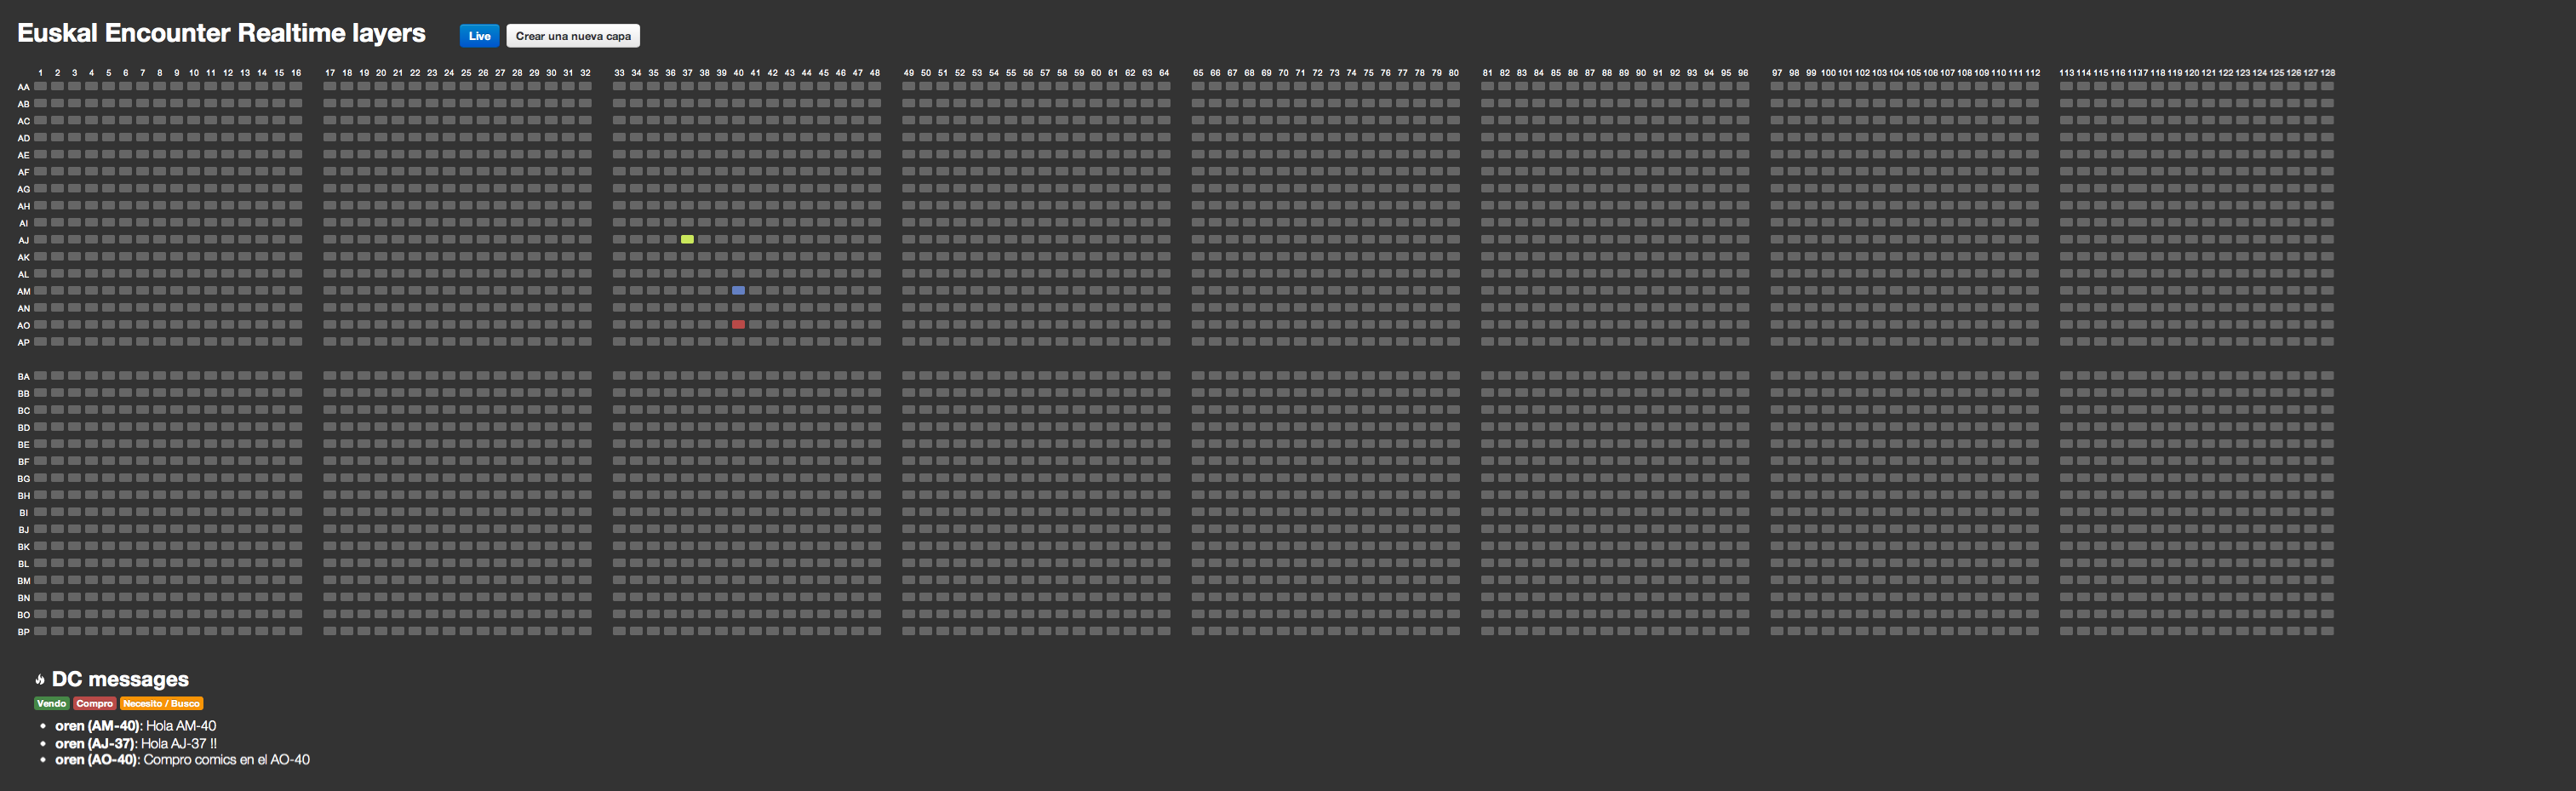 Euskal Encounter Realtime layers Live Crear una nueva capa
1 2 3 4 5 6 7 8 9 10 11 12 13 14 15 16 17 18 19 20 21 22 23 24 25 26 27 28 29 30 31 32 33 34 35 36 37 38 39 40 41 42 43 44 45 46 47 48 49 50 51 52 53 54 55 56 57 58 59 60 61 62 63 64 65 66 67 68 69 70 71 72 73 74 75 76 77 78 79 80 81 82 83 84 85 86 87 88 89 90 91 92 93 94 95 96 97 98 99 100 101 102 103 104 105 106 107 108 109 110 111 112 113 114 115 116 117 118 119 120 121 122 123 124 125 126 127 128
AA
AB
AC
AD
AE
AF
AG
AH
AI
AJ
AK
AL
AM
AN
AO
AP
BA
BB
BC
BD
BE
BF
BG
BH
BI
BJ
BK
BL
BM
BN
BO
BP
DC messages
Vendo Compro Necesito / Busco
• oren (AM-40): Hola AM-40
• oren (AJ-37): Hola AJ-37 !!
• oren (AO-40): Compro comics en el AO-40